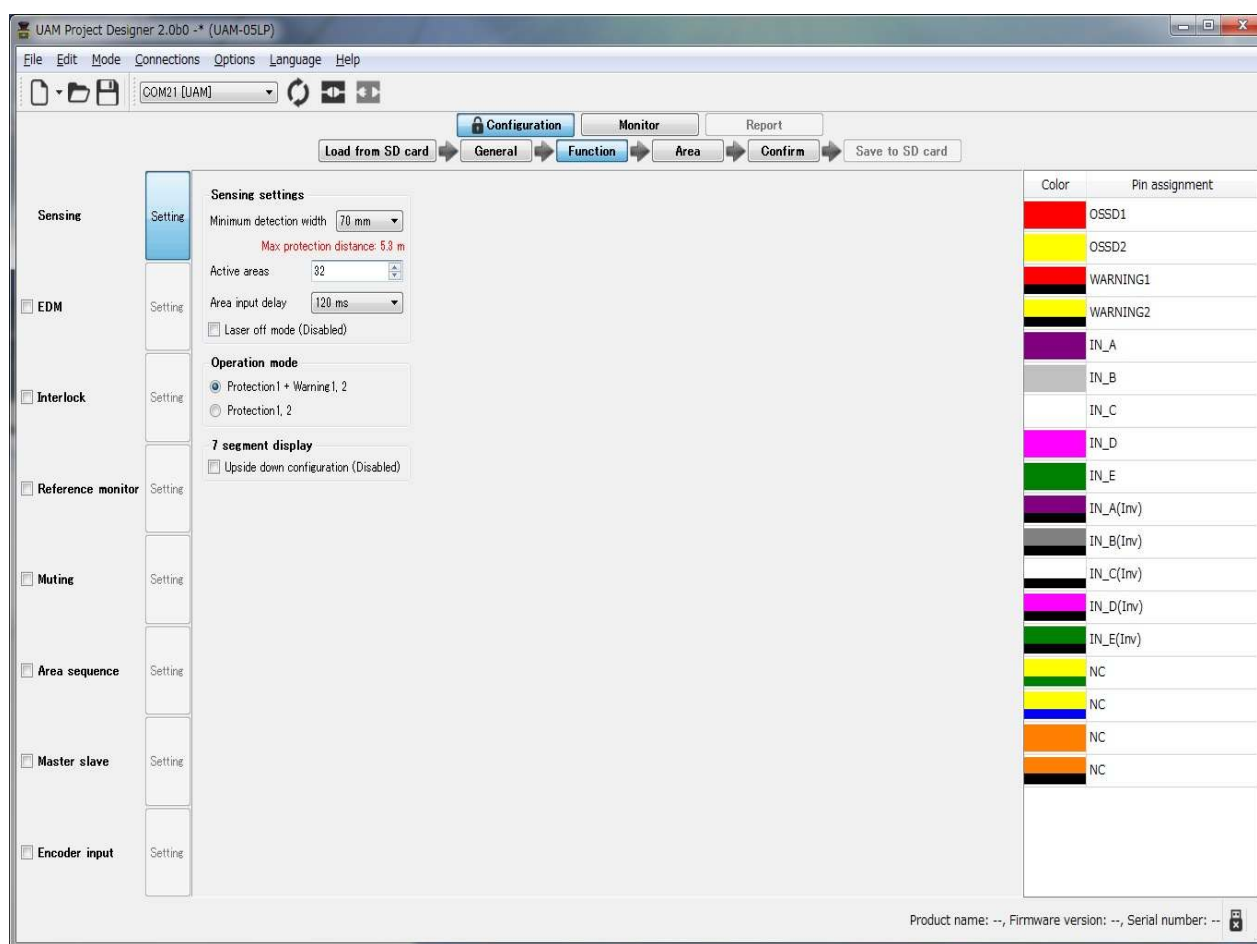 UAM Project Designer 2.0b0 -* (UAM-05LP)
File Edit Mode Connections Options Language Help
COM21 [UAM]
Configuration Monitor Report
Load from SD card General Function Area Confirm Save to SD card
Sensing Setting
EDM Setting
Interlock Setting
Reference monitor Setting
Muting Setting
Area sequence Setting
Master slave Setting
Encoder input Setting
Sensing settings
Minimum detection width 70 mm
Max protection distance: 5.3 m
Active areas 32
Area input delay 120 ms
Laser off mode (Disabled)
Operation mode
Protection1 + Warning1, 2
Protection1, 2
7 segment display
Upside down configuration (Disabled)
Color Pin assignment
OSSD1
OSSD2
WARNING1
WARNING2
IN_A
IN_B
IN_C
IN_D
IN_E
IN_A(Inv)
IN_B(Inv)
IN_C(Inv)
IN_D(Inv)
IN_E(Inv)
NC
NC
NC
NC
Product name: --, Firmware version: --, Serial number: --